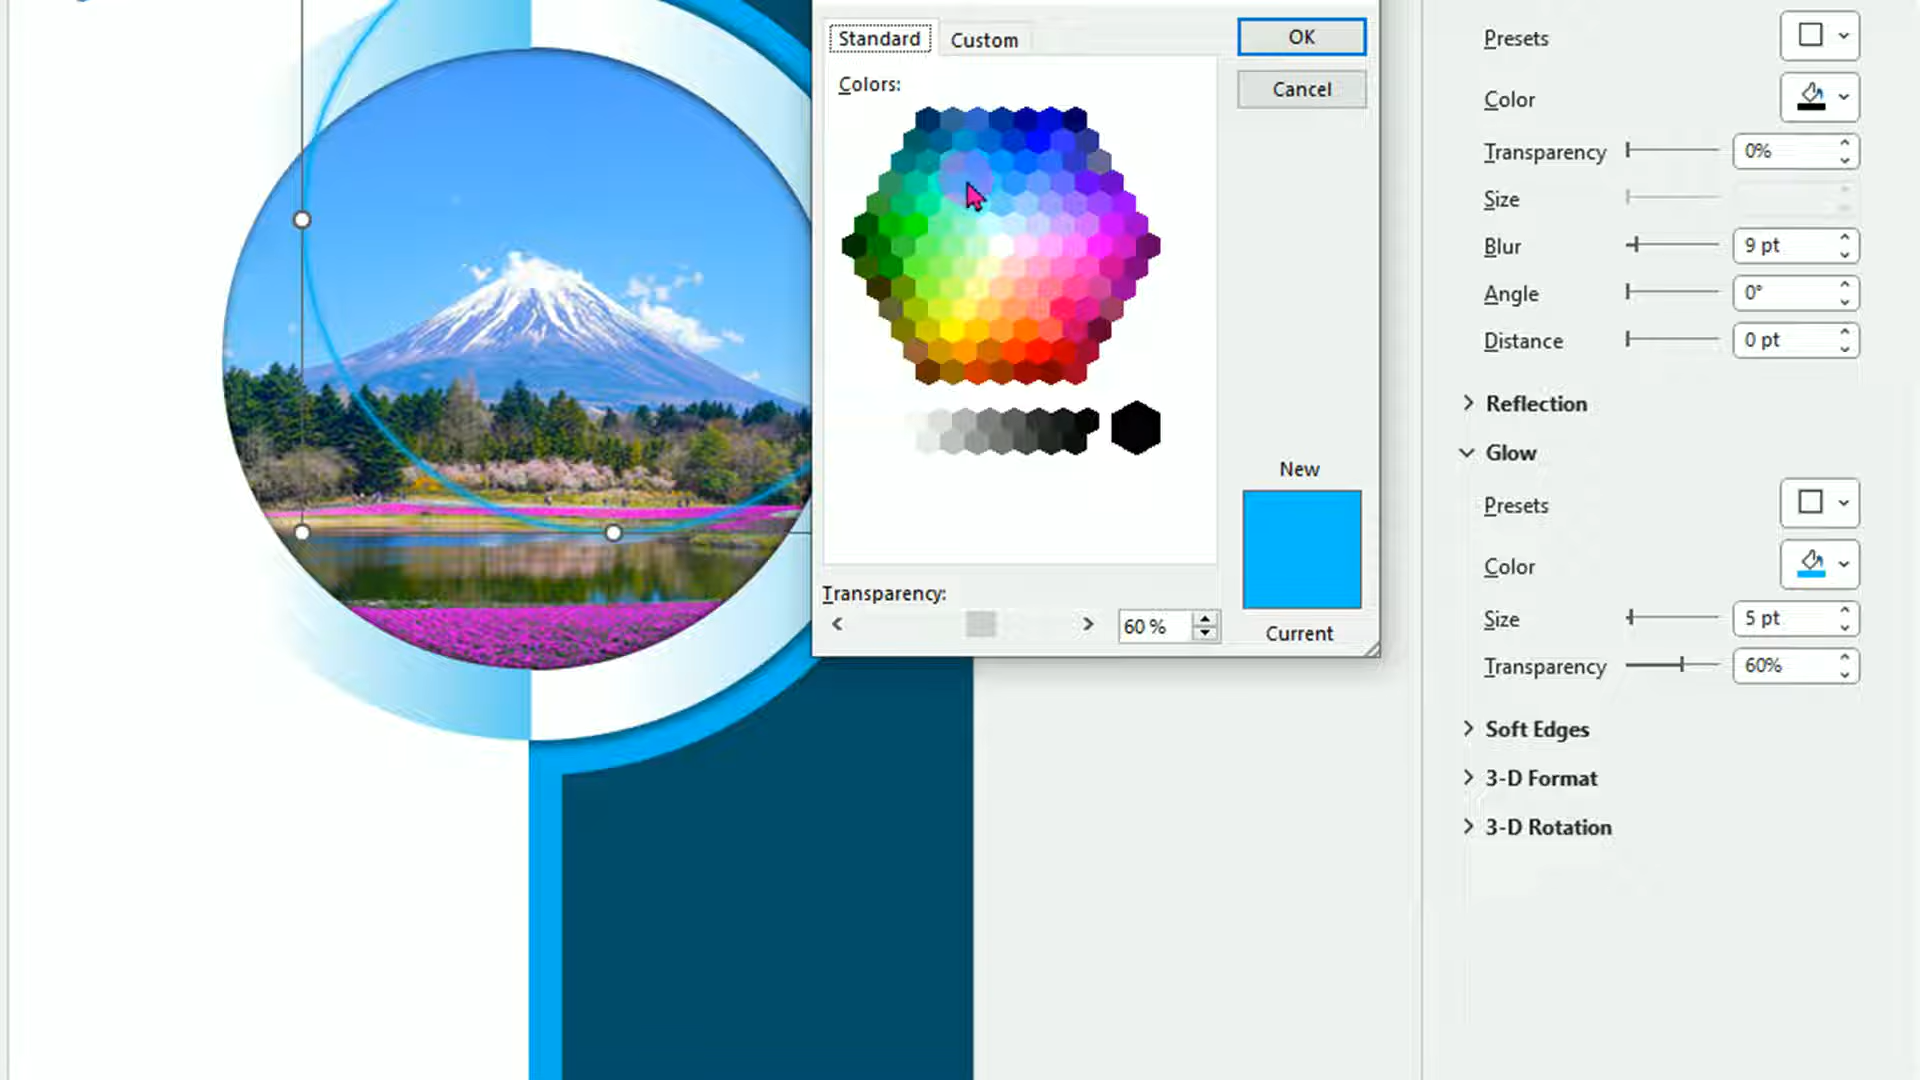 Standard
Custom
OK
Cancel
Colors:
New
Current
Transparency:
60 %
Presets
Color
Transparency
0%
Size
Blur
9 pt
Angle
0°
Distance
0 pt
Reflection
Glow
Presets
Color
Size
5 pt
Transparency
60%
Soft Edges
3-D Format
3-D Rotation